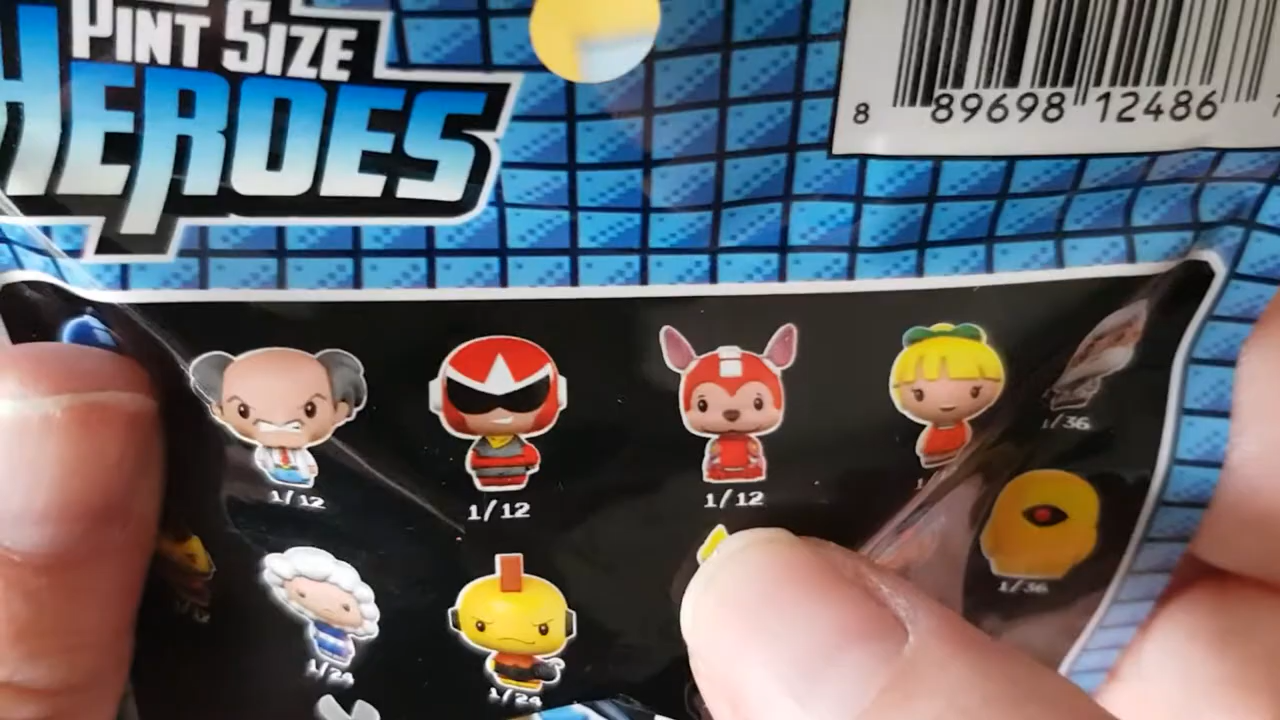 PINT SIZE
HEROES
8 89698 12486
1/12 1/12 1/12
1/36
1/36
1/24 1/24